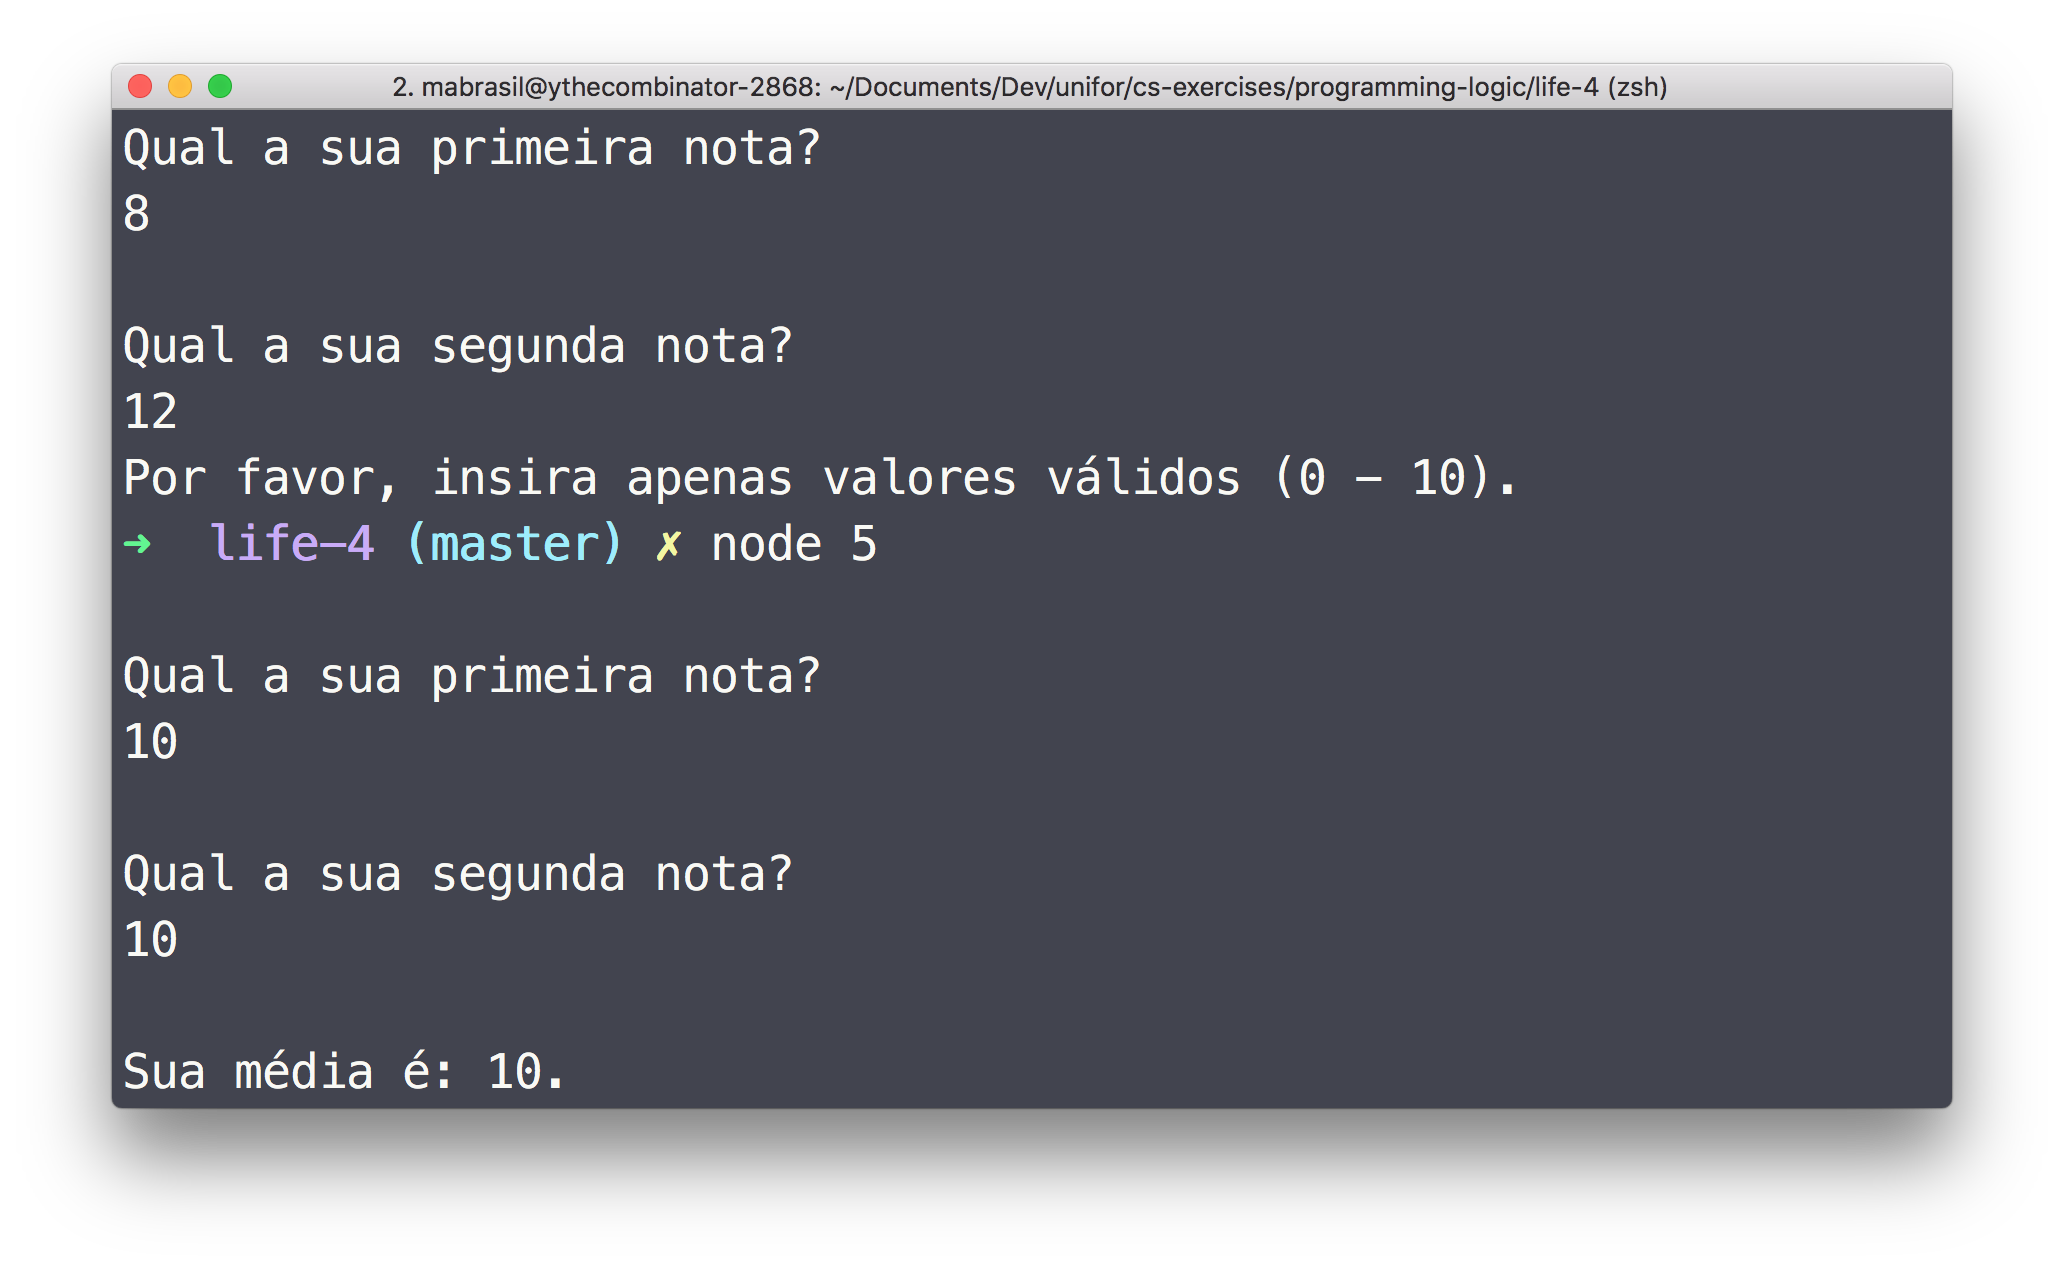 2. mabrasil@ythecombinator-2868: ~/Documents/Dev/unifor/cs-exercises/programming-logic/life-4 (zsh)
Qual a sua primeira nota?
8
Qual a sua segunda nota?
12
Por favor, insira apenas valores válidos (0 - 10).
➜  life-4 (master) ✗ node 5
Qual a sua primeira nota?
10
Qual a sua segunda nota?
10
Sua média é: 10.